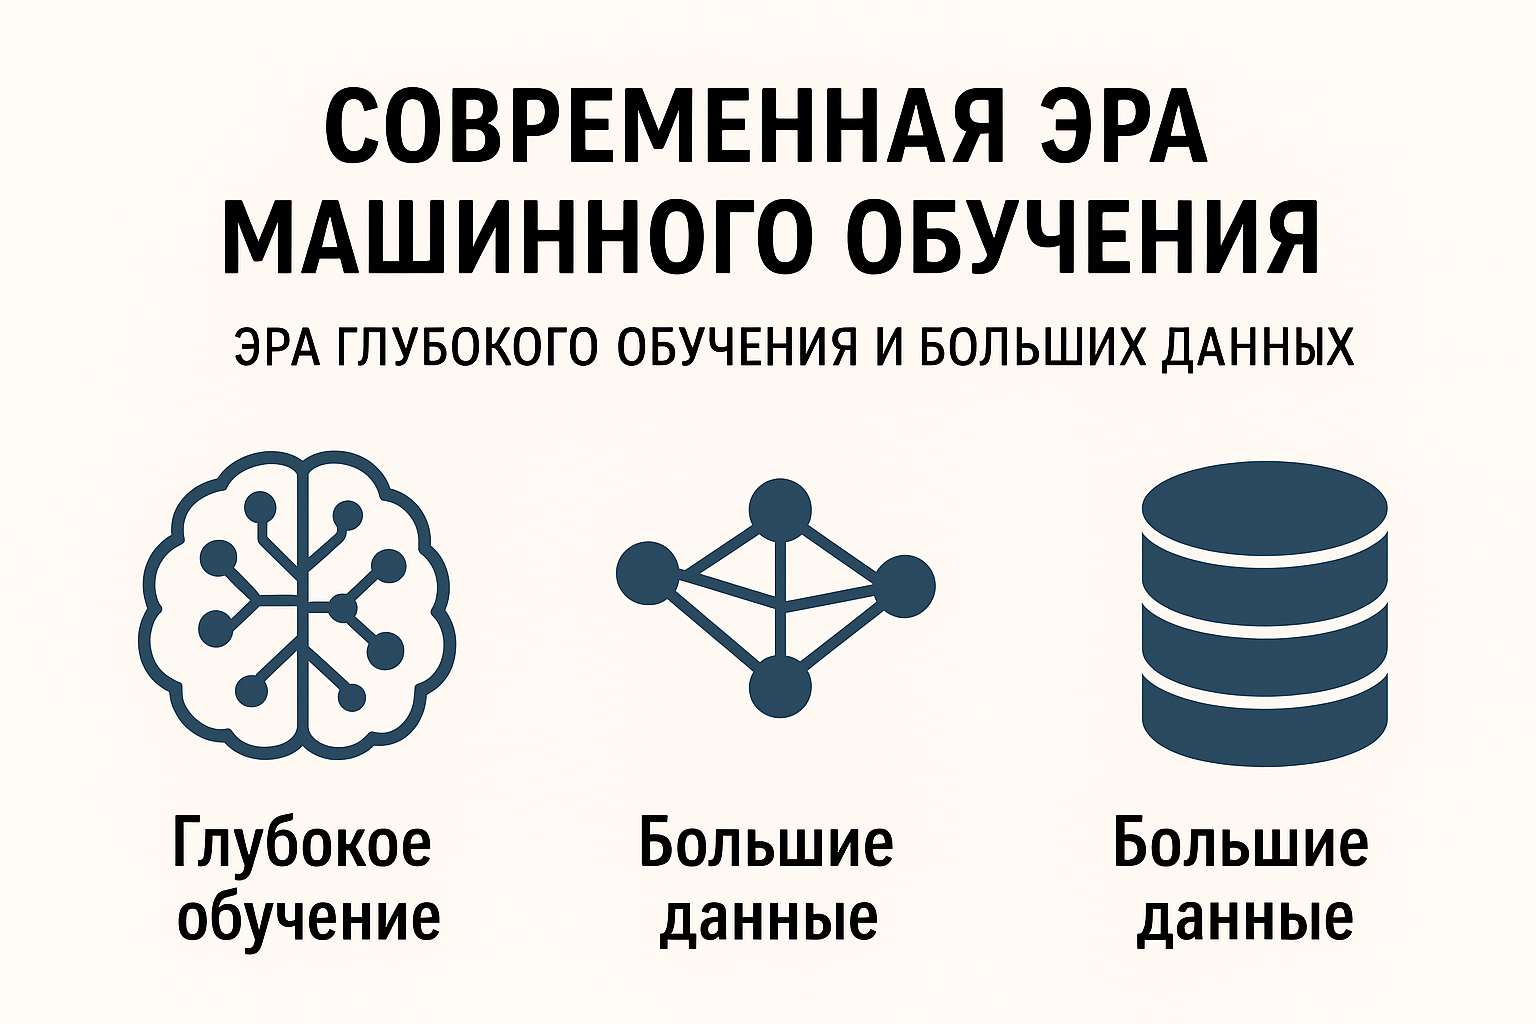 СОВРЕМЕННАЯ ЭРА
МАШИННОГО ОБУЧЕНИЯ
ЭРА ГЛУБОКОГО ОБУЧЕНИЯ И БОЛЬШИХ ДАННЫХ
Глубокое
обучение
Большие
данные
Большие
данные